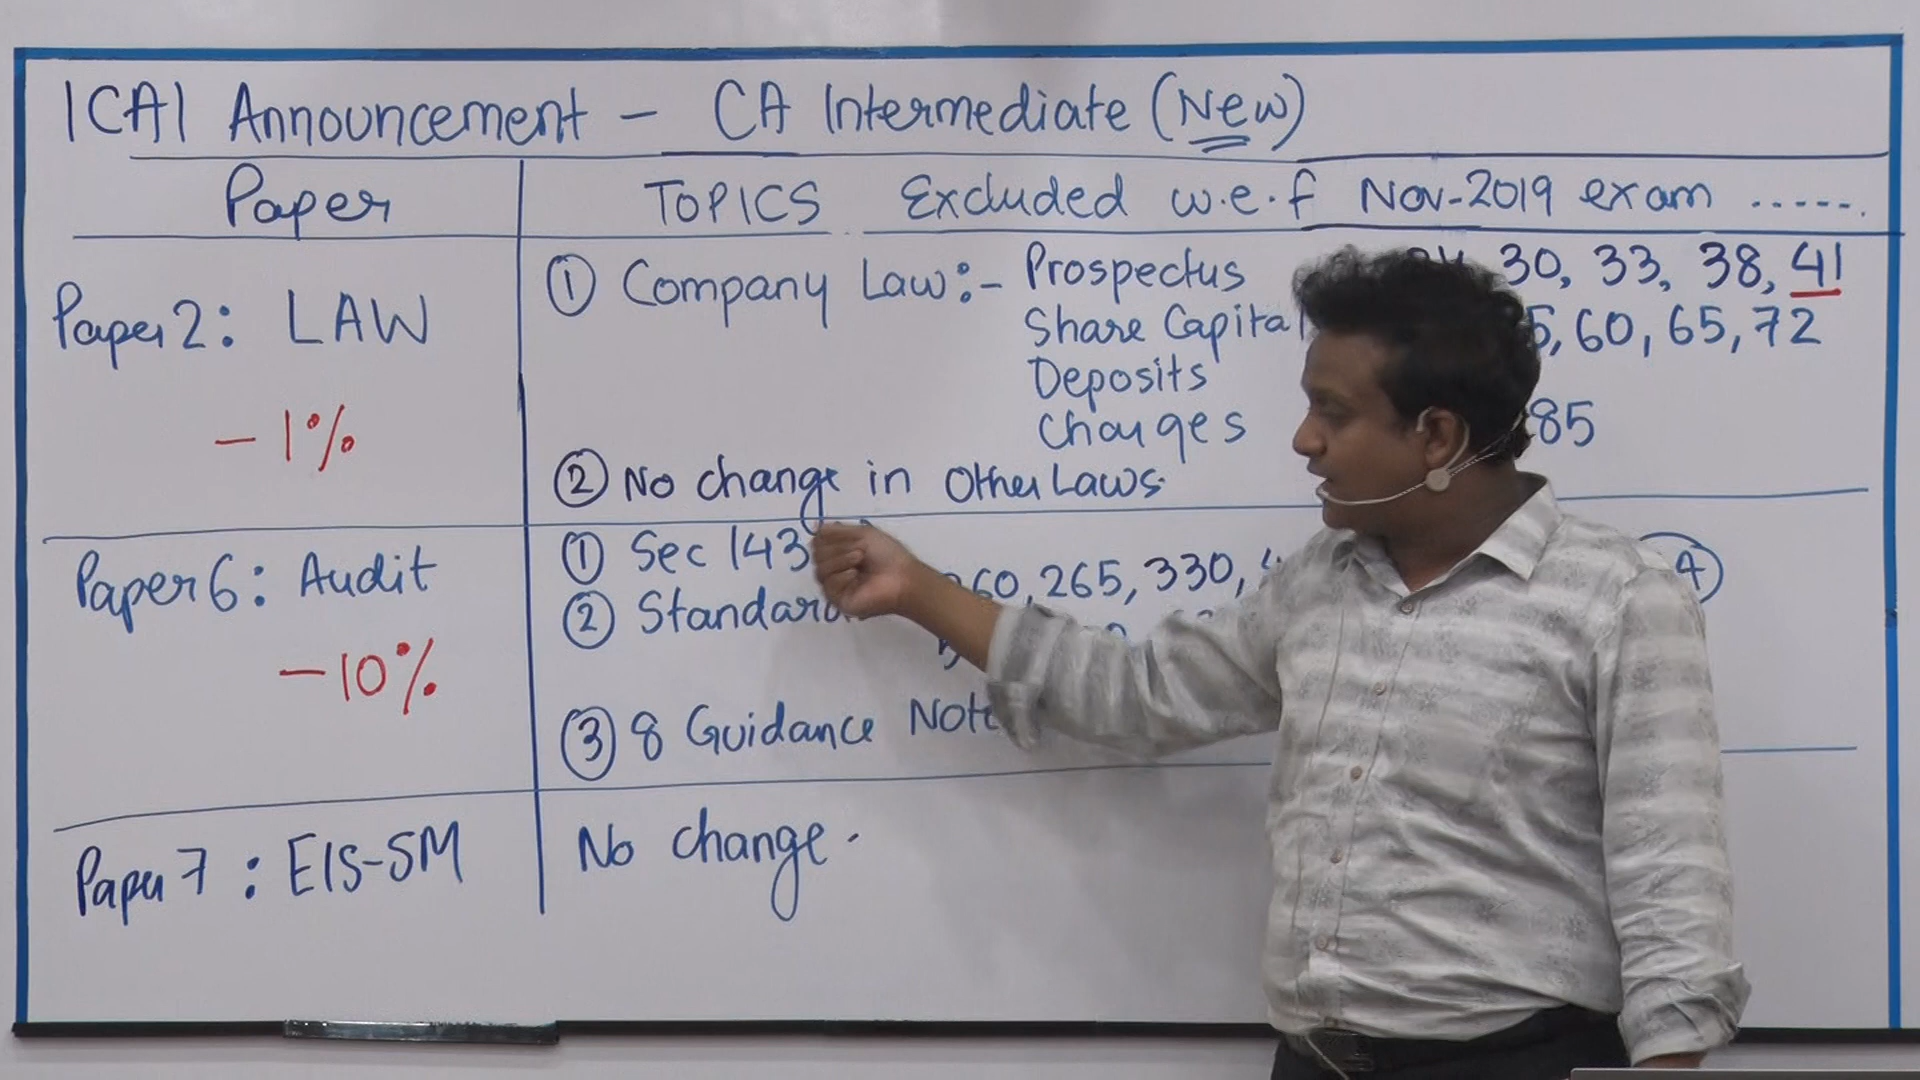 ICAI Announcement - CA Intermediate (New)
Paper
TOPICS Excluded w.e.f Nov-2019 exam ......
Paper 2: LAW
-1%
① Company Law:- Prospectus 30, 33, 38, 41
Share Capital 60, 65, 72
Deposits
Charges 85
② No change in Other Laws.
Paper 6: Audit
-10%
① Sec 143
② 265, 330, 4
③ 8 Guidance
Paper 7: EIS-SM
No change.